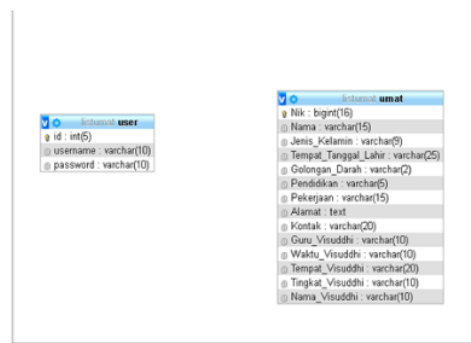 listumat user
id : int(5)
username : varchar(10)
password : varchar(10)
listumat umat
Nik : bigint(16)
Nama : varchar(15)
Jenis_Kelamin : varchar(9)
Tempat_Tanggal_Lahir : varchar(25)
Golongan_Darah : varchar(2)
Pendidikan : varchar(5)
Pekerjaan : varchar(15)
Alamat : text
Kontak : varchar(20)
Guru_Visuddhi : varchar(10)
Waktu_Visuddhi : varchar(10)
Tempat_Visuddhi : varchar(20)
Tingkat_Visuddhi : varchar(10)
Nama_Visuddhi : varchar(10)